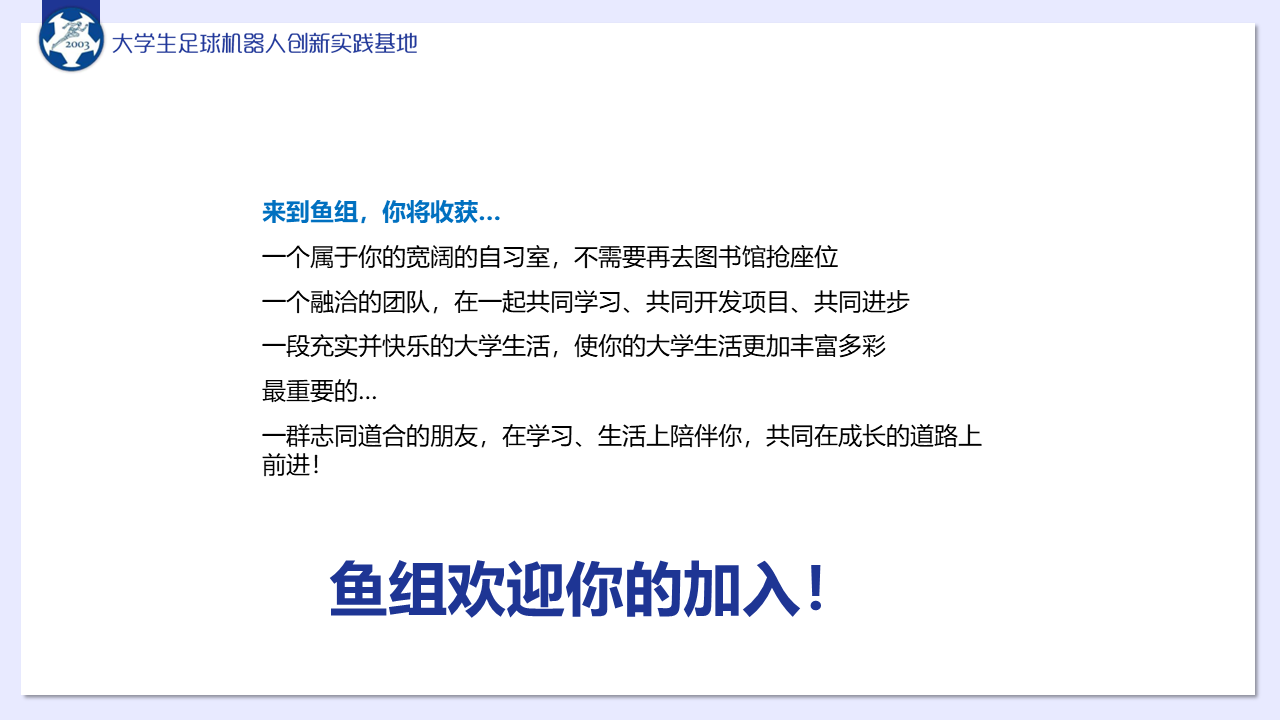 2003
大学生足球机器人创新实践基地
来到鱼组，你将收获...
一个属于你的宽阔的自习室，不需要再去图书馆抢座位
一个融洽的团队，在一起共同学习、共同开发项目、共同进步
一段充实并快乐的大学生活，使你的大学生活更加丰富多彩
最重要的...
一群志同道合的朋友，在学习、生活上陪伴你，共同在成长的道路上
前进！
鱼组欢迎你的加入！